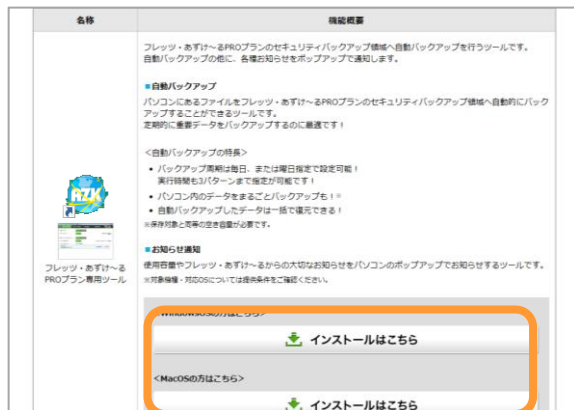 名称
機能概要
フレッツ・あずけ～るPROプランのセキュリティバックアップ領域へ自動バックアップを行うツールです。
自動バックアップの他に、各種お知らせをポップアップで通知します。
■自動バックアップ
パソコンにあるファイルをフレッツ・あずけ～るPROプランのセキュリティバックアップ領域へ自動的にバック
アップすることができるツールです。
定期的に重要データをバックアップするのに最適です！
＜自動バックアップの特長＞
• バックアップ周期は毎日、または曜日指定で設定可能！
実行時間も3パターンまで指定が可能です！
• パソコン内のデータをまるごとバックアップも！※
• 自動バックアップしたデータは一括で復元できる！
※保存対象と同等の空き容量が必要です。
■お知らせ通知
使用容量やフレッツ・あずけ～るからの大切なお知らせをパソコンのポップアップでお知らせするツールです。
※対象機種・対応OSについては提供条件をご確認ください。
AZK
フレッツ・あずけ～る
PROプラン専用ツール
＜WindowsOSの方はこちら＞
インストールはこちら
＜MacOSの方はこちら＞
インストールはこちら